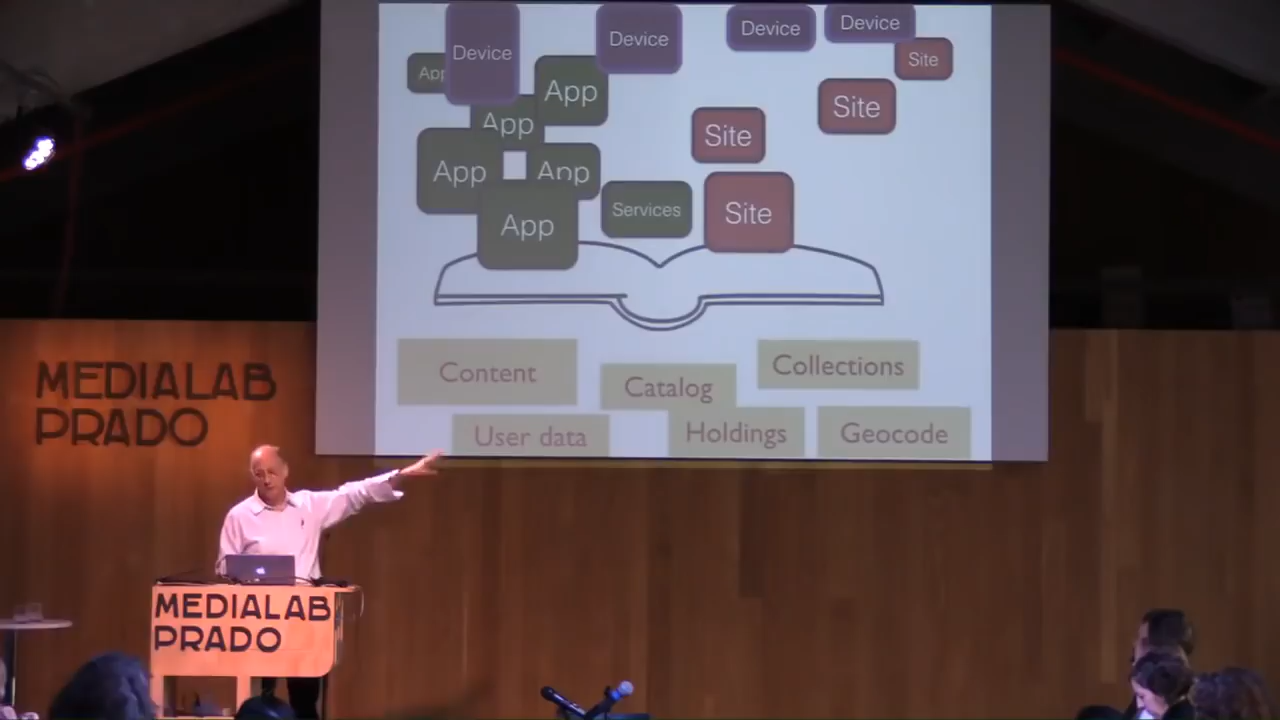 Device
Device
Device
Device
App
Site
App
Site
App
Site
App
App
Services
Site
App
Content
Catalog
Collections
User data
Holdings
Geocode
MEDIALAB
PRADO
MEDIALAB
PRADO